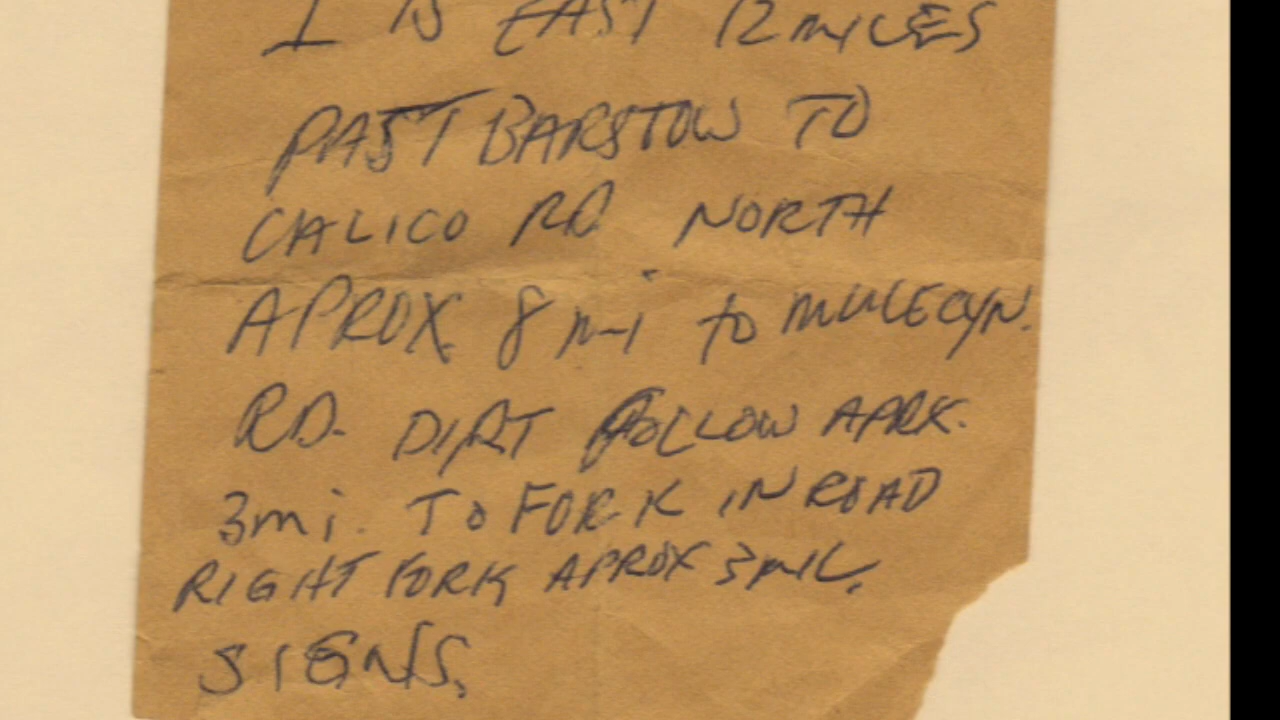 I 15 EAST 12 MILES
PAST BARSTOW TO
CALICO RD NORTH
APROX 8 mi to MULE CYN.
RD. DIRT FOLLOW APRX.
3mi. TO FORK IN ROAD
RIGHT FORK APROX 3 MIL.
SIGNS.